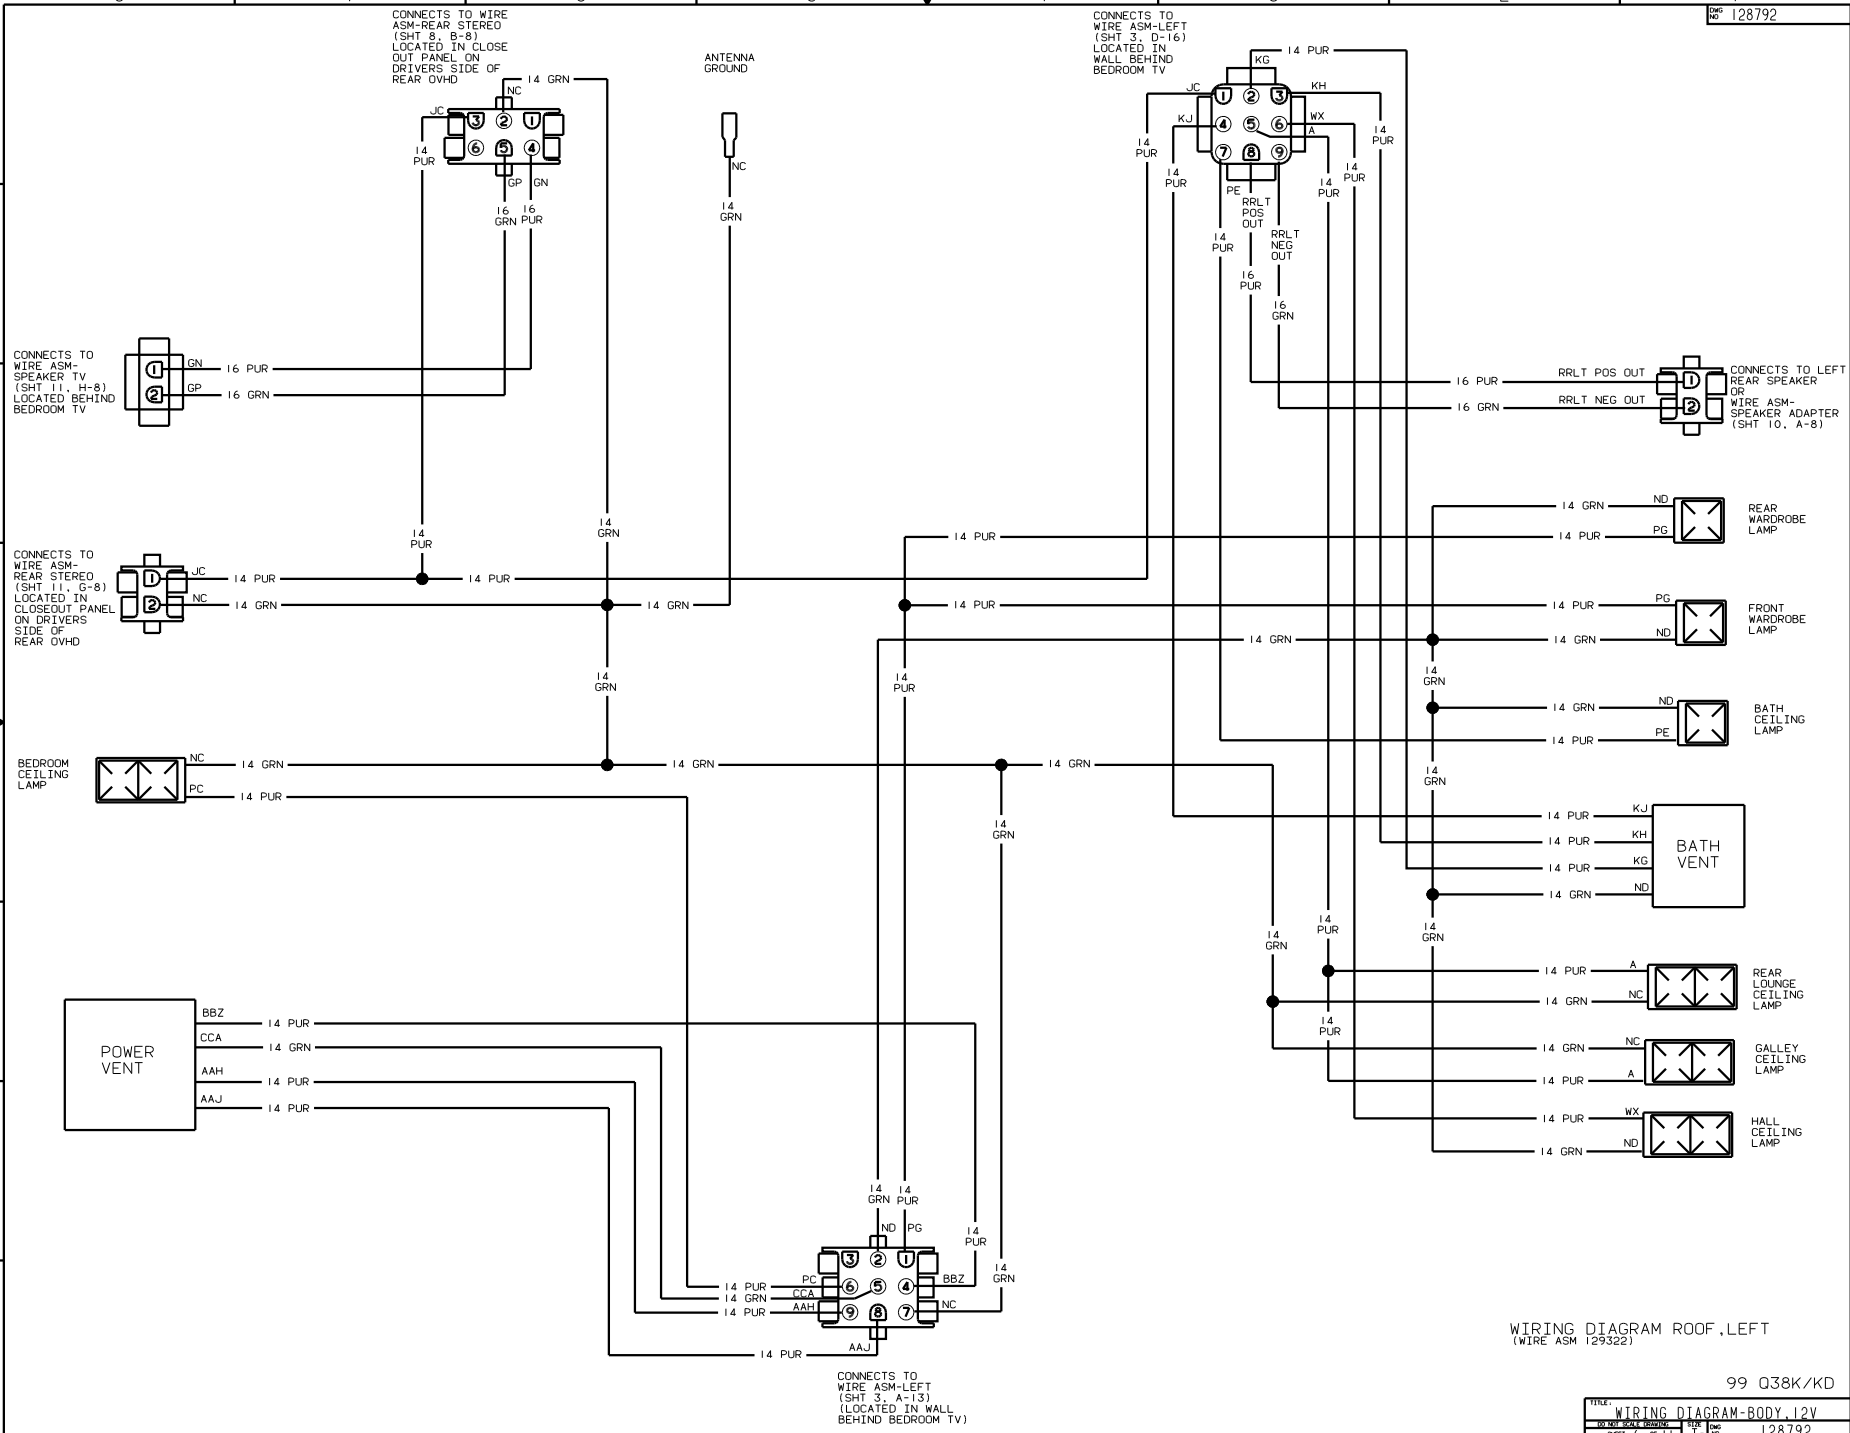 DWG NO 128792
CONNECTS TO WIRE
ASM-REAR STEREO
(SHT 8, B-8)
LOCATED IN CLOSE
OUT PANEL ON
DRIVERS SIDE OF
REAR OVHD
14 GRN
NC
JC
3 2 1
6 5 4
14
PUR
GP GN
16
GRN
16
PUR
ANTENNA
GROUND
NC
14
GRN
CONNECTS TO
WIRE ASM-LEFT
(SHT 3, D-16)
LOCATED IN
WALL BEHIND
BEDROOM TV
14 PUR
KG
JC
KH
1 2 3
KJ
WX
4 5 6
A
7 8 9
14
PUR
14
PUR
14
PUR
14
PUR
14
PUR
PE
RRLT
POS
OUT
14
PUR
RRLT
NEG
OUT
16
PUR
16
GRN
CONNECTS TO
WIRE ASM-
SPEAKER TV
(SHT 11, H-8)
LOCATED BEHIND
BEDROOM TV
1
2
GN
16 PUR
GP
16 GRN
16 PUR
RRLT POS OUT
16 GRN
RRLT NEG OUT
1
2
CONNECTS TO LEFT
REAR SPEAKER
OR
WIRE ASM-
SPEAKER ADAPTER
(SHT 10, A-8)
14
PUR
14
GRN
14 GRN
ND
14 PUR
14 PUR
PG
REAR
WARDROBE
LAMP
CONNECTS TO
WIRE ASM-
REAR STEREO
(SHT 11, G-8)
LOCATED IN
CLOSEOUT PANEL
ON DRIVERS
SIDE OF
REAR OVHD
1
2
JC
14 PUR
14 PUR
NC
14 GRN
14 GRN
14 PUR
14 PUR
PG
14 GRN
14 GRN
ND
FRONT
WARDROBE
LAMP
14
GRN
14
PUR
14
GRN
14 GRN
ND
14 PUR
PE
BATH
CEILING
LAMP
BEDROOM
CEILING
LAMP
NC
14 GRN
14 GRN
14 GRN
PC
14 PUR
14
GRN
14
GRN
14 PUR
KJ
14 PUR
KH
14 PUR
KG
14 GRN
ND
BATH
VENT
14
GRN
14
PUR
14
GRN
14 PUR
A
14 GRN
NC
REAR
LOUNGE
CEILING
LAMP
14
PUR
14 GRN
NC
14 PUR
A
GALLEY
CEILING
LAMP
14 PUR
WX
14 GRN
ND
HALL
CEILING
LAMP
POWER
VENT
BBZ
14 PUR
CCA
14 GRN
AAH
14 PUR
AAJ
14 PUR
14
GRN
14
PUR
ND PG
14
PUR
14
GRN
3 2 1
14 PUR
PC
6 5 4
BBZ
14 GRN
CCA
14 PUR
AAH
9 8 7
NC
14 PUR
AAJ
CONNECTS TO
WIRE ASM-LEFT
(SHT 3, A-13)
(LOCATED IN WALL
BEHIND BEDROOM TV)
WIRING DIAGRAM ROOF,LEFT
(WIRE ASM 129322)
99 Q38K/KD
TITLE:
WIRING DIAGRAM-BODY,12V
DO NOT SCALE DRAWING
SIZE
DWG
128792